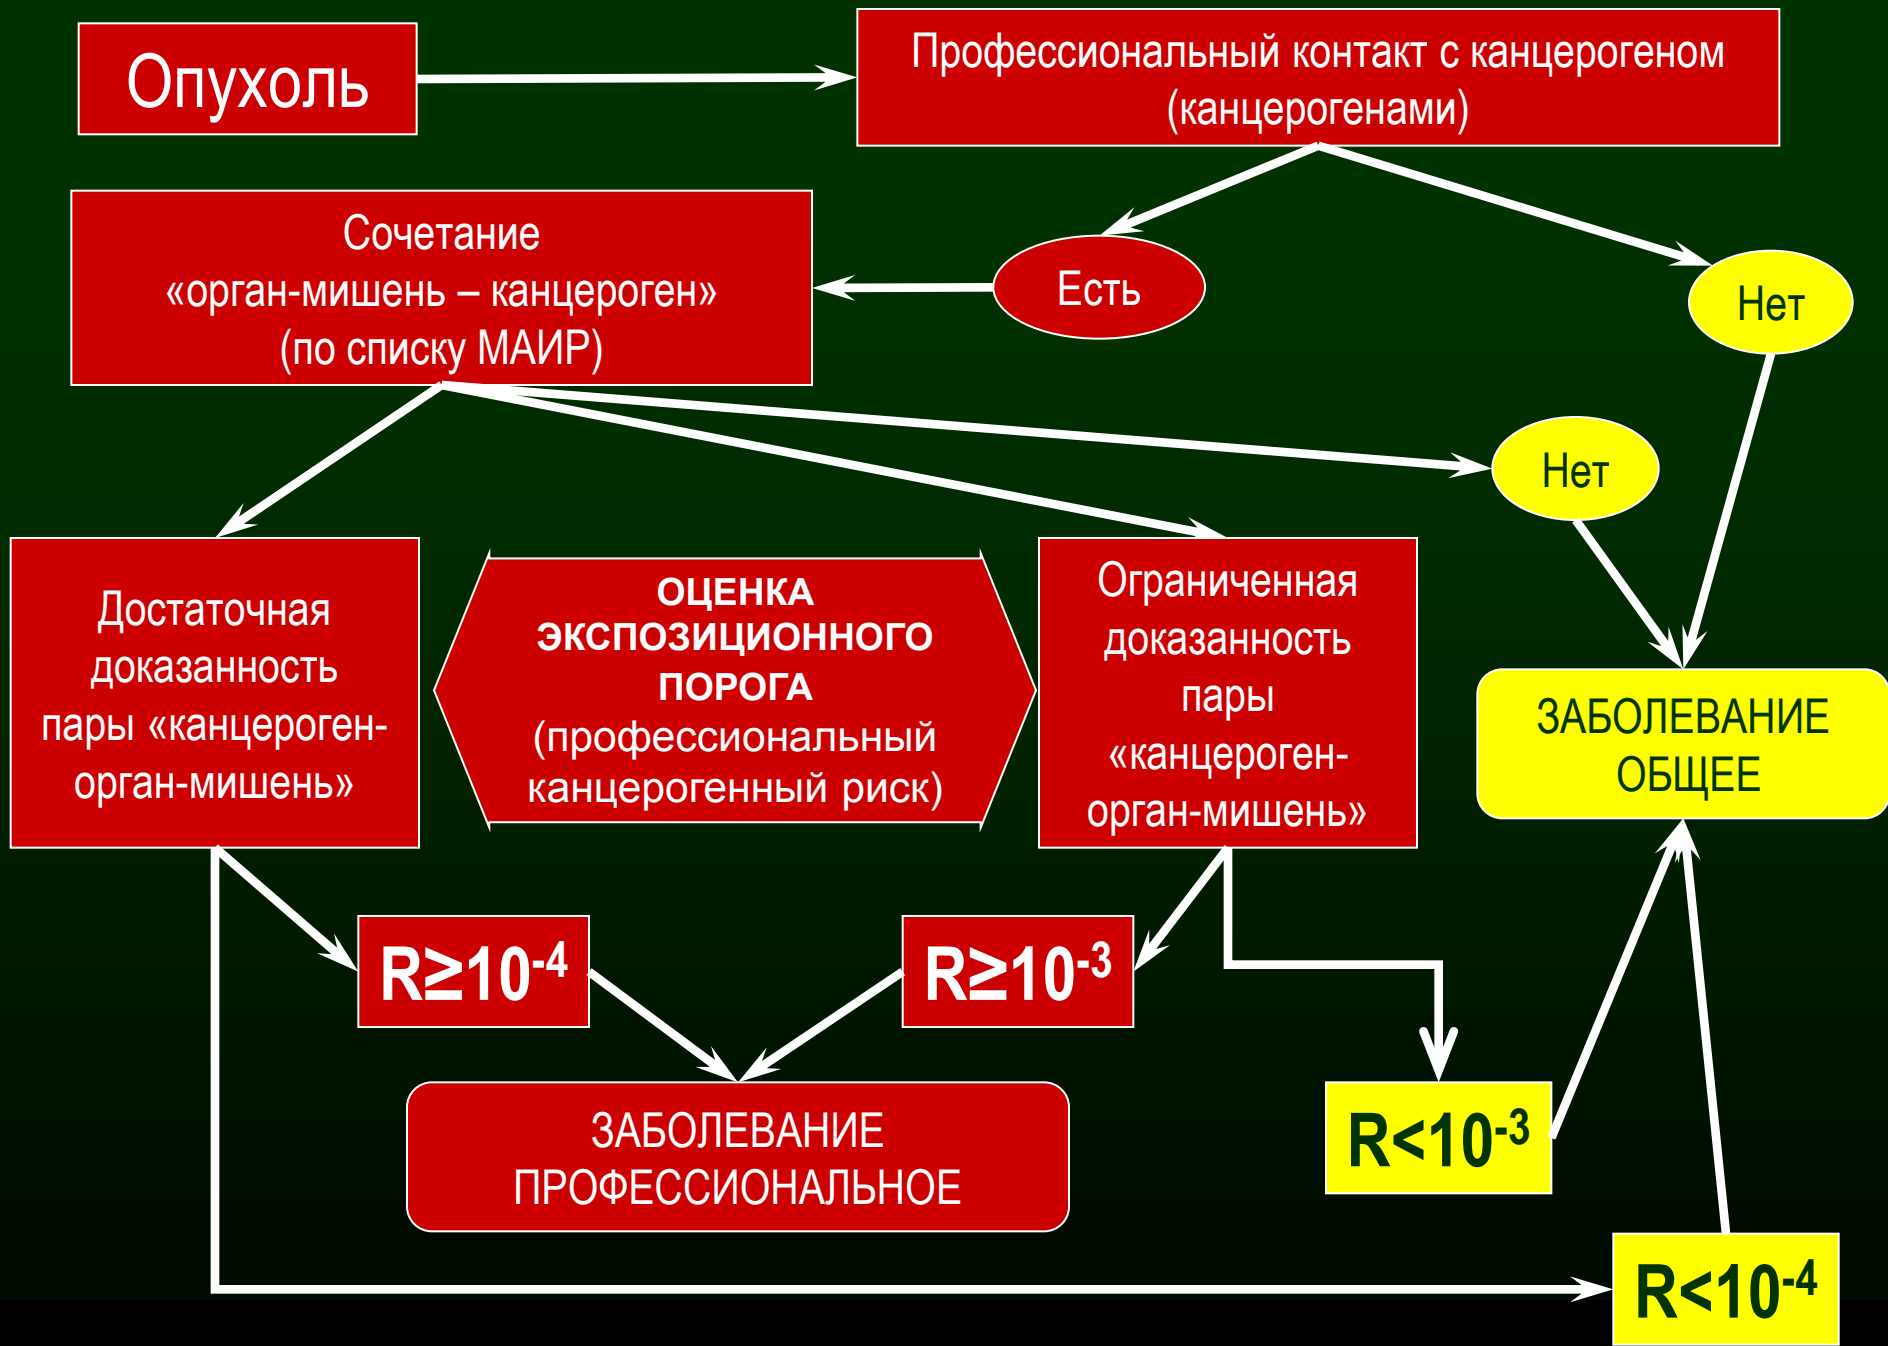 Опухоль
Профессиональный контакт с канцерогеном
(канцерогенами)
Сочетание
«орган-мишень – канцероген»
(по списку МАИР)
Есть
Нет
Нет
Достаточная
доказанность
пары «канцероген-
орган-мишень»
ОЦЕНКА
ЭКСПОЗИЦИОННОГО
ПОРОГА
(профессиональный
канцерогенный риск)
Ограниченная
доказанность
пары
«канцероген-
орган-мишень»
ЗАБОЛЕВАНИЕ
ОБЩЕЕ
R≥10⁻⁴
R≥10⁻³
ЗАБОЛЕВАНИЕ
ПРОФЕССИОНАЛЬНОЕ
R<10⁻³
R<10⁻⁴